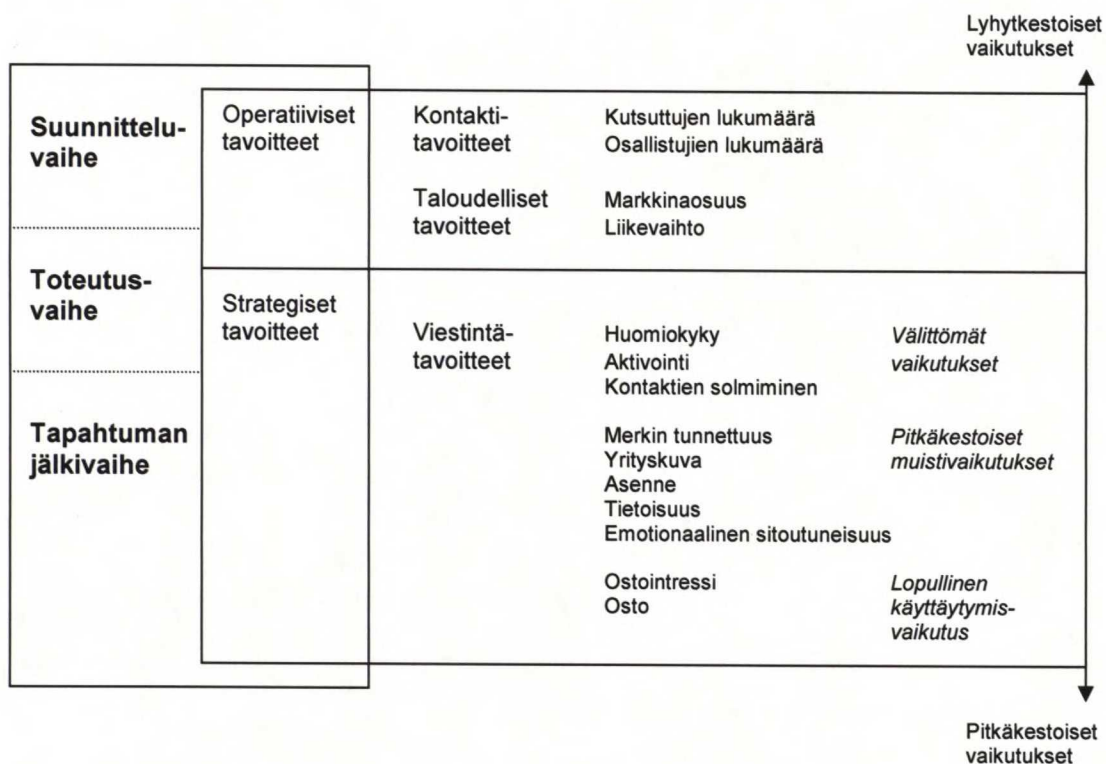 Lyhytkestoiset
vaikutukset
Suunnittelu-
vaihe
Toteutus-
vaihe
Tapahtuman
jälkivaihe
Operatiiviset
tavoitteet
Kontakti-
tavoitteet
Kutsuttujen lukumäärä
Osallistujien lukumäärä
Taloudelliset
tavoitteet
Markkinaosuus
Liikevaihto
Strategiset
tavoitteet
Viestintä-
tavoitteet
Huomiokyky
Aktivointi
Kontaktien solmiminen
Välittömät
vaikutukset
Merkin tunnettuus
Yrityskuva
Asenne
Tietoisuus
Emotionaalinen sitoutuneisuus
Pitkäkestoiset
muistivaikutukset
Ostointressi
Osto
Lopullinen
käyttäytymis-
vaikutus
Pitkäkestoiset
vaikutukset